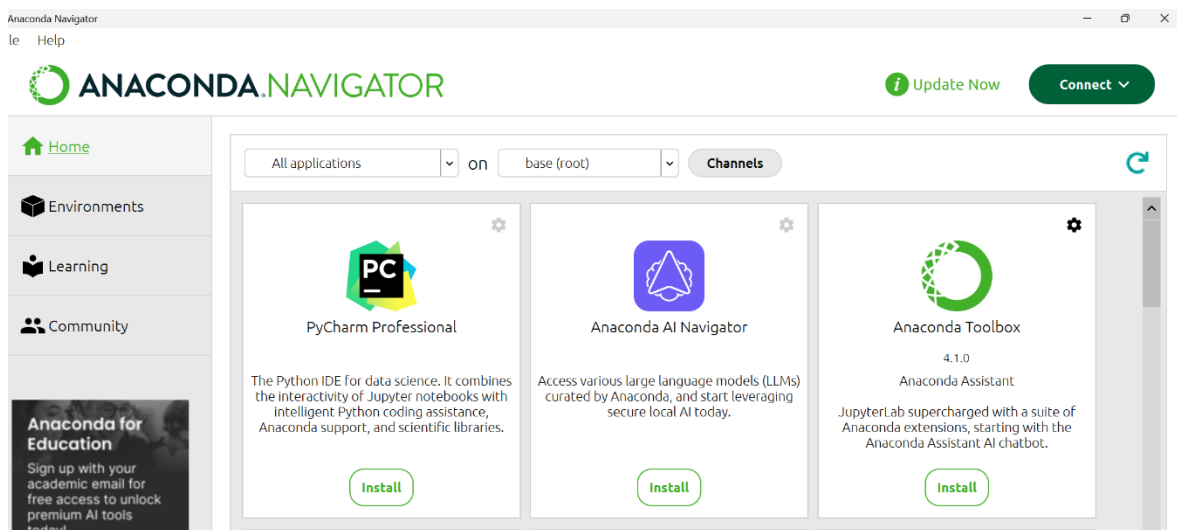 Anaconda Navigator
le Help
ANACONDA.NAVIGATOR
i Update Now
Connect
Home
Environments
Learning
Community
Anaconda for
Education
Sign up with your
academic email for
free access to unlock
premium AI tools
today!
All applications on base (root) Channels
PC
PyCharm Professional
The Python IDE for data science. It combines
the interactivity of Jupyter notebooks with
intelligent Python coding assistance,
Anaconda support, and scientific libraries.
Install
Anaconda AI Navigator
Access various large language models (LLMs)
curated by Anaconda, and start leveraging
secure local AI today.
Install
Anaconda Toolbox
4.1.0
Anaconda Assistant
JupyterLab supercharged with a suite of
Anaconda extensions, starting with the
Anaconda Assistant AI chatbot.
Install